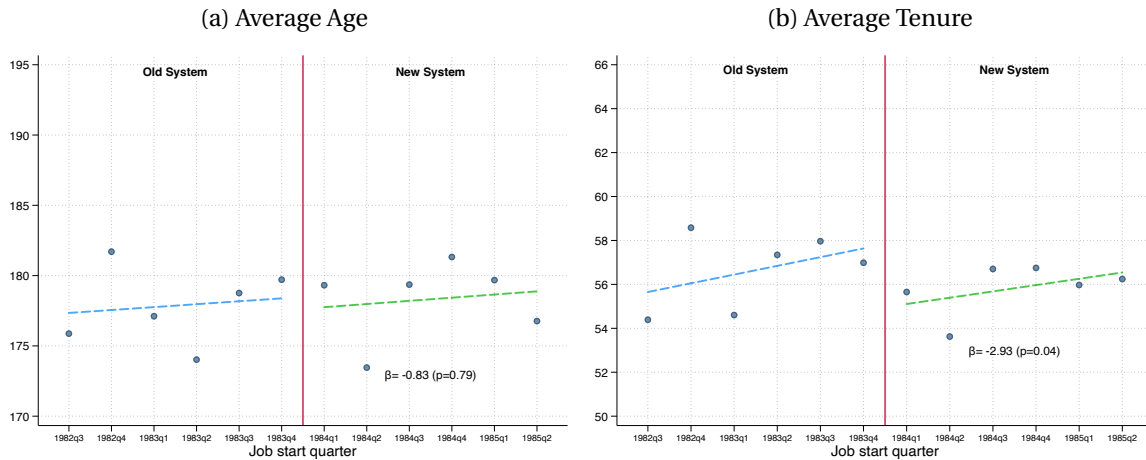 (a) Average Age
195
190
185
180
175
170
Old System
New System
β= -0.83 (p=0.79)
1982q3 1982q4 1983q1 1983q2 1983q3 1983q4 1984q1 1984q2 1984q3 1984q4 1985q1 1985q2
Job start quarter
(b) Average Tenure
66
64
62
60
58
56
54
52
50
Old System
New System
β= -2.93 (p=0.04)
1982q3 1982q4 1983q1 1983q2 1983q3 1983q4 1984q1 1984q2 1984q3 1984q4 1985q1 1985q2
Job start quarter